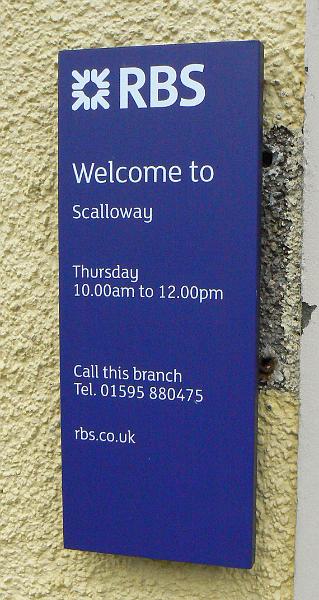 RBS
Welcome to
Scalloway
Thursday
10.00am to 12.00pm
Call this branch
Tel. 01595 880475
rbs.co.uk